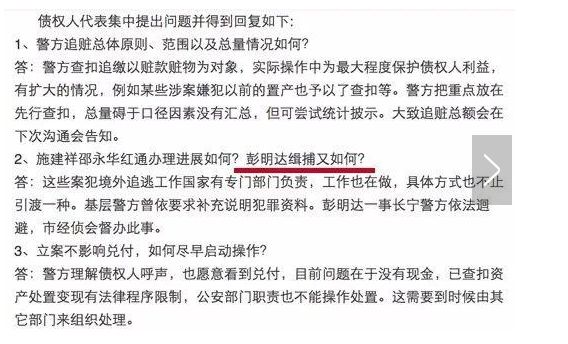 债权人代表集中提出问题并得到回复如下:
1、警方追赃总体原则、范围以及总量情况如何?
答：警方查扣追缴以赃款赃物为对象，实际操作中为最大程度保护债权人利益，
有扩大的情况，例如某些涉案嫌犯以前的置产也予以了查扣等。警方把重点放在
先行查扣，总量碍于口径因素没有汇总，但可尝试统计披示。大致追赃总额会在
下次沟通会告知。
2、施建祥邵永华红通办理进展如何? 彭明达缉捕又如何?
答：这些案犯境外追逃工作国家有专门部门负责，工作也在做，具体方式也不止
引渡一种。基层警方曾依要求补充说明犯罪资料。彭明达一事长宁警方依法迴
避，市经侦会督办此事。
3、立案不影响兑付，如何尽早启动操作?
答：警方理解债权人呼声，也愿意看到兑付，目前问题在于没有现金，已查扣资
产处置变现有法律程序限制，公安部门职责也不能操作处置。这需要到时候由其
它部门来组织处理。